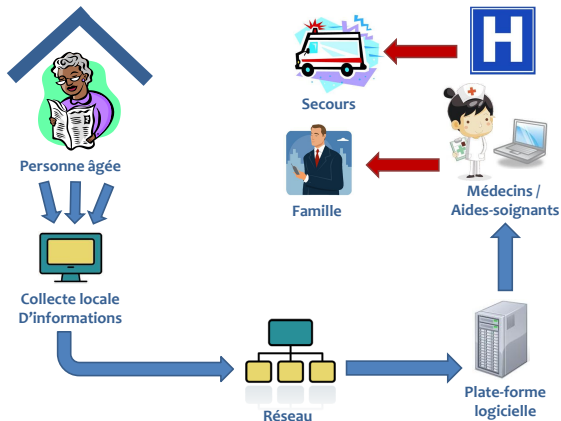 H
Secours
Personne âgée
Famille
Médecins /
Aides-soignants
Collecte locale
D'informations
Réseau
Plate-forme
logicielle